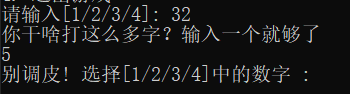 请输入[1/2/3/4]: 32
你干啥打这么多字？输入一个就够了
5
别调皮! 选择[1/2/3/4]中的数字 :